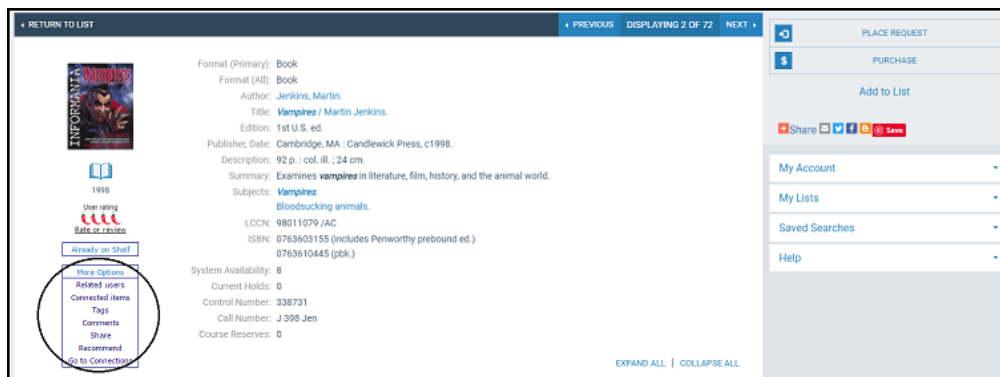 RETURN TO LIST
PREVIOUS DISPLAYING 2 OF 72 NEXT
INFORMANIA
Vampires
1998
User rating
Rate or review
Already on Shelf
More Options
Related users
Connected items
Tags
Comments
Share
Recommend
Go to Connections
Format (Primary): Book
Format (All): Book
Author: Jenkins, Martin.
Title: Vampires / Martin Jenkins.
Edition: 1st U.S. ed.
Publisher, Date: Cambridge, MA : Candlewick Press, c1998.
Description: 92 p. : col. ill. ; 24 cm.
Summary: Examines vampires in literature, film, history, and the animal world.
Subjects: Vampires
Bloodsucking animals.
LCCN: 98011079 /AC
ISBN: 0763603155 (includes Penworthy prebound ed.)
0763610445 (pbk.)
System Availability: 8
Current Holds: 0
Control Number: 338731
Call Number: J 398 Jen
Course Reserves: 0
EXPAND ALL | COLLAPSE ALL
PLACE REQUEST
$ PURCHASE
Add to List
Share Save
My Account
My Lists
Saved Searches
Help